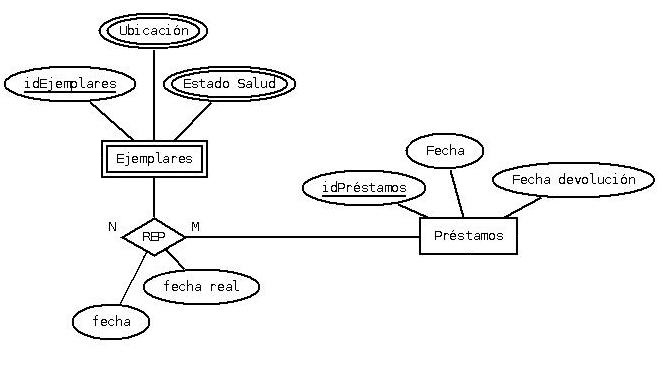 Ubicación
idEjemplares
Estado Salud
Ejemplares
Fecha
idPréstamos
Fecha devolución
N
M
REP
Préstamos
fecha real
fecha